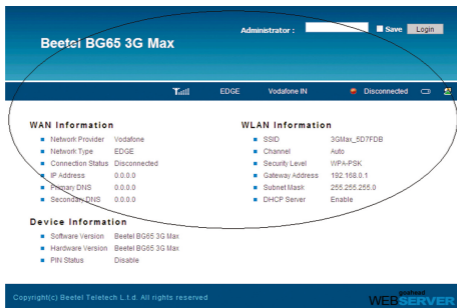 Beetel BG65 3G Max
Administrator :
Save
Login
EDGE
Vodafone IN
Disconnected
WAN Information
Network Provider Vodafone
Network Type EDGE
Connection Status Disconnected
IP Address 0.0.0.0
Primary DNS 0.0.0.0
Secondary DNS 0.0.0.0
WLAN Information
SSID 3GMax_5D7FDB
Channel Auto
Security Level WPA-PSK
Gateway Address 192.168.0.1
Subnet Mask 255.255.255.0
DHCP Server Enable
Device Information
Software Version Beetel BG65 3G Max
Hardware Version Beetel BG65 3G Max
PIN Status Disable
Copyright(c) Beetel Teletech L.t.d. All rights reserved
goahead
WEBSERVER